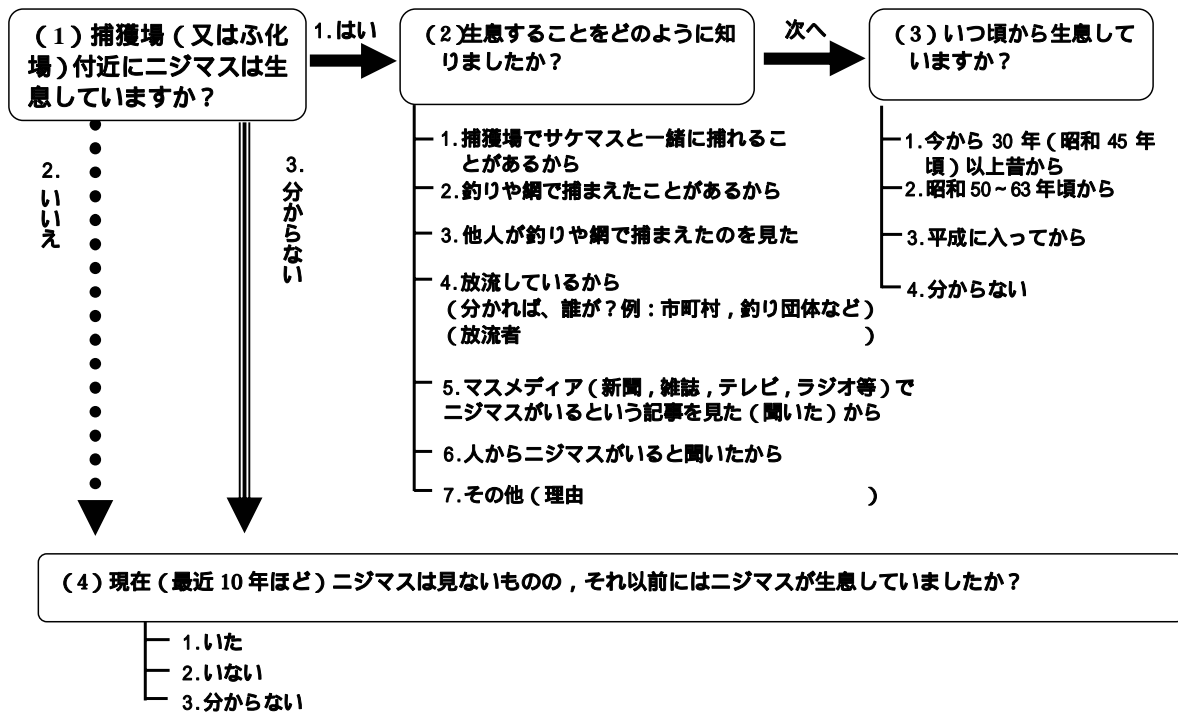 （1）捕獲場（又はふ化
場）付近にニジマスは生
息していますか？
1.はい
（2）生息することをどのように知
りましたか？
次へ
（3）いつ頃から生息して
いますか？
2.いいえ
3.分からない
1.捕獲場でサケマスと一緒に捕れるこ
とがあるから
2.釣りや網で捕まえたことがあるから
3.他人が釣りや網で捕まえたのを見た
4.放流しているから
（分かれば、誰が？例：市町村，釣り団体など）
（放流者　　　　　　　　　　　　　　）
5.マスメディア（新聞，雑誌，テレビ，ラジオ等）で
ニジマスがいるという記事を見た（聞いた）から
6.人からニジマスがいると聞いたから
7.その他（理由　　　　　　　　　　　　）
1.今から 30 年（昭和 45 年
頃）以上昔から
2.昭和 50～63 年頃から
3.平成に入ってから
4.分からない
（4）現在（最近 10 年ほど）ニジマスは見ないものの，それ以前にはニジマスが生息していましたか？
1.いた
2.いない
3.分からない